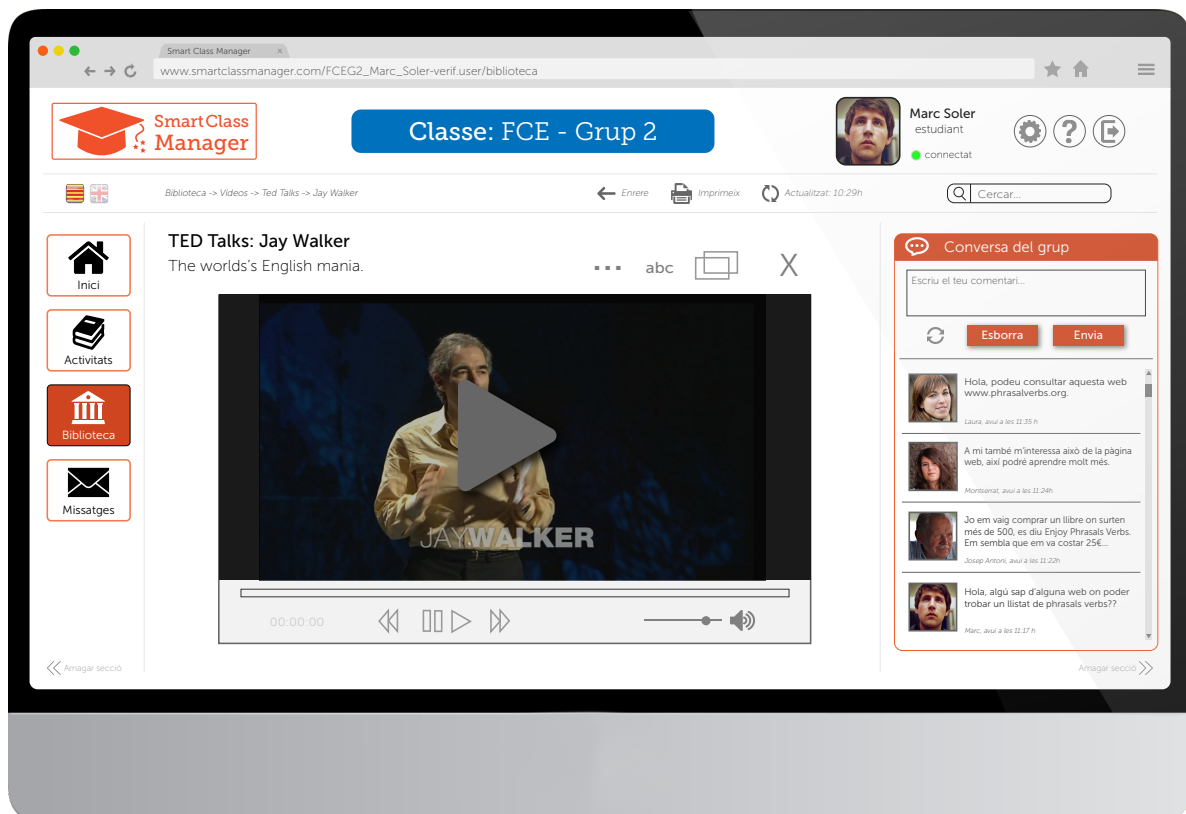 Smart Class Manager ×
www.smartclassmanager.com/FCEG2_Marc_Soler-verif.user/biblioteca
SmartClass
Manager
Classe: FCE - Grup 2
Marc Soler
estudiant
connectat
?
Biblioteca -> Vídeos -> Ted Talks -> Jay Walker
Enrere
Imprimeix
Actualitzat: 10:29h
Cercar...
Inici
Activitats
Biblioteca
Missatges
Amagar secció
TED Talks: Jay Walker
The worlds's English mania.
abc
X
JAYWALKER
00:00:00
Conversa del grup
Escriu el teu comentari...
Esborra
Envia
Hola, podeu consultar aquesta web
www.phrasalverbs.org.
Laura, avui a les 11:35 h
A mi també m'interessa això de la pàgina
web, així podré aprendre molt més.
Montserrat, avui a les 11:24h
Jo em vaig comprar un llibre on surten
més de 500, es diu Enjoy Phrasals Verbs.
Em sembla que em va costar 25€...
Josep Antoni, avui a les 11:22h
Hola, algú sap d'alguna web on poder
trobar un llistat de phrasals verbs??
Marc, avui a les 11.17 h
Amagar secció